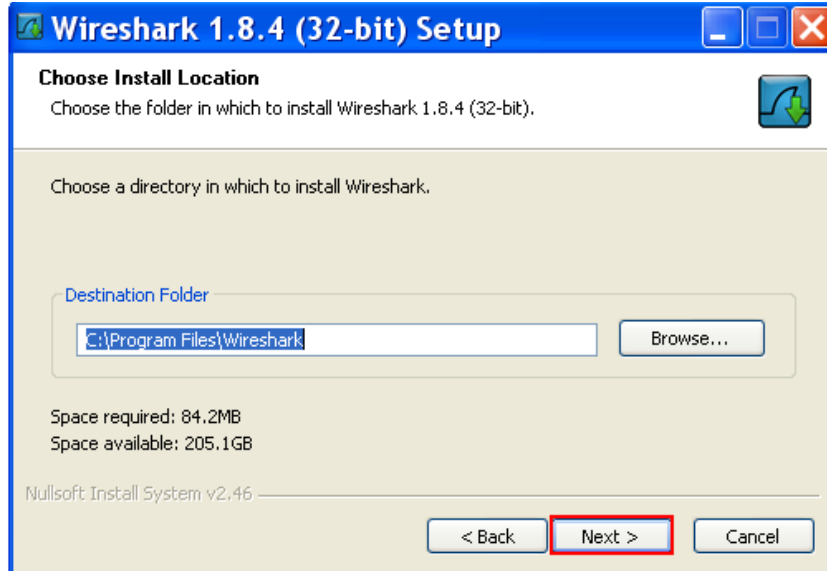 Wireshark 1.8.4 (32-bit) Setup
Choose Install Location
Choose the folder in which to install Wireshark 1.8.4 (32-bit).
Choose a directory in which to install Wireshark.
Destination Folder
C:\Program Files\Wireshark
Browse...
Space required: 84.2MB
Space available: 205.1GB
Nullsoft Install System v2.46
< Back Next > Cancel